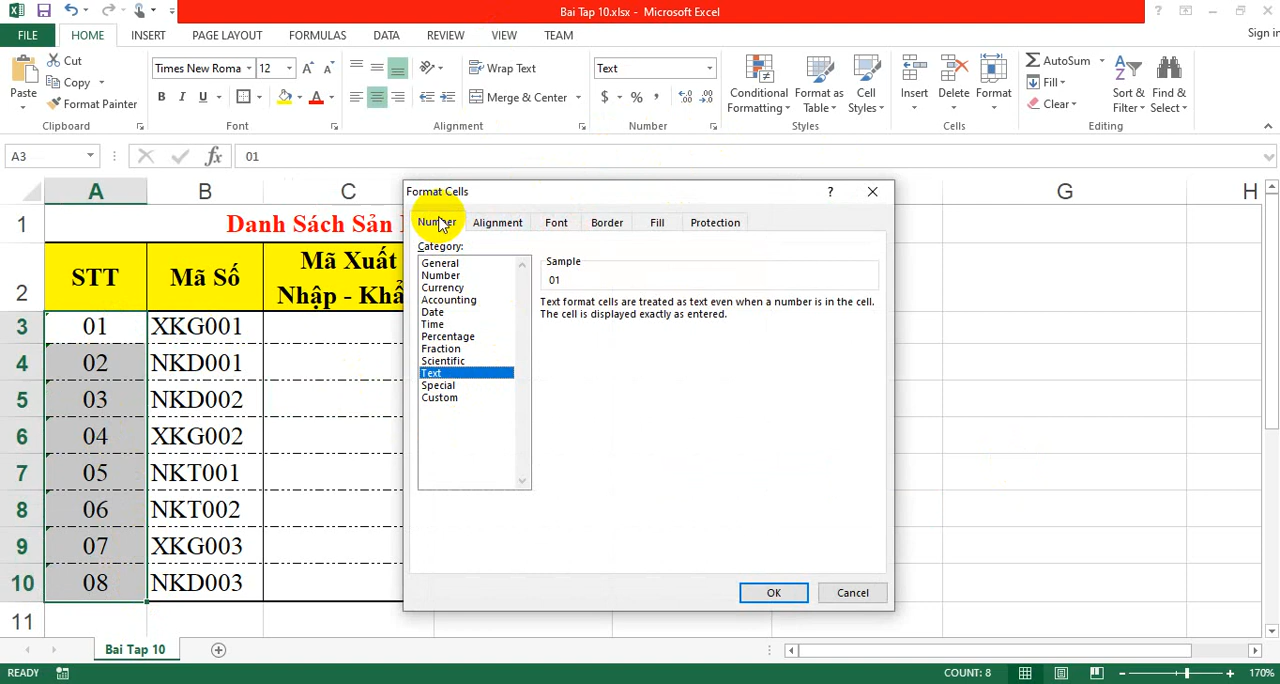 Bai Tap 10.xlsx - Microsoft Excel
FILE HOME INSERT PAGE LAYOUT FORMULAS DATA REVIEW VIEW TEAM Sign in
Paste
Cut
Copy
Format Painter
Clipboard
Times New Roma 12
B I U
Font
Wrap Text
Merge & Center
Alignment
Text
$ % ,
Number
Conditional Formatting
Format as Table
Cell Styles
Styles
Insert
Delete
Format
Cells
AutoSum
Fill
Clear
Sort & Filter
Find & Select
Editing
A3 fx 01
A B C G H
1 Danh Sách Sản
2 STT Mã Số Mã Xuất
Nhập - Khẩ
3 01 XKG001
4 02 NKD001
5 03 NKD002
6 04 XKG002
7 05 NKT001
8 06 NKT002
9 07 XKG003
10 08 NKD003
11
Format Cells ?
Number Alignment Font Border Fill Protection
Category:
General
Number
Currency
Accounting
Date
Time
Percentage
Fraction
Scientific
Text
Special
Custom
Sample
01
Text format cells are treated as text even when a number is in the cell.
The cell is displayed exactly as entered.
OK Cancel
Bai Tap 10
READY COUNT: 8 170%